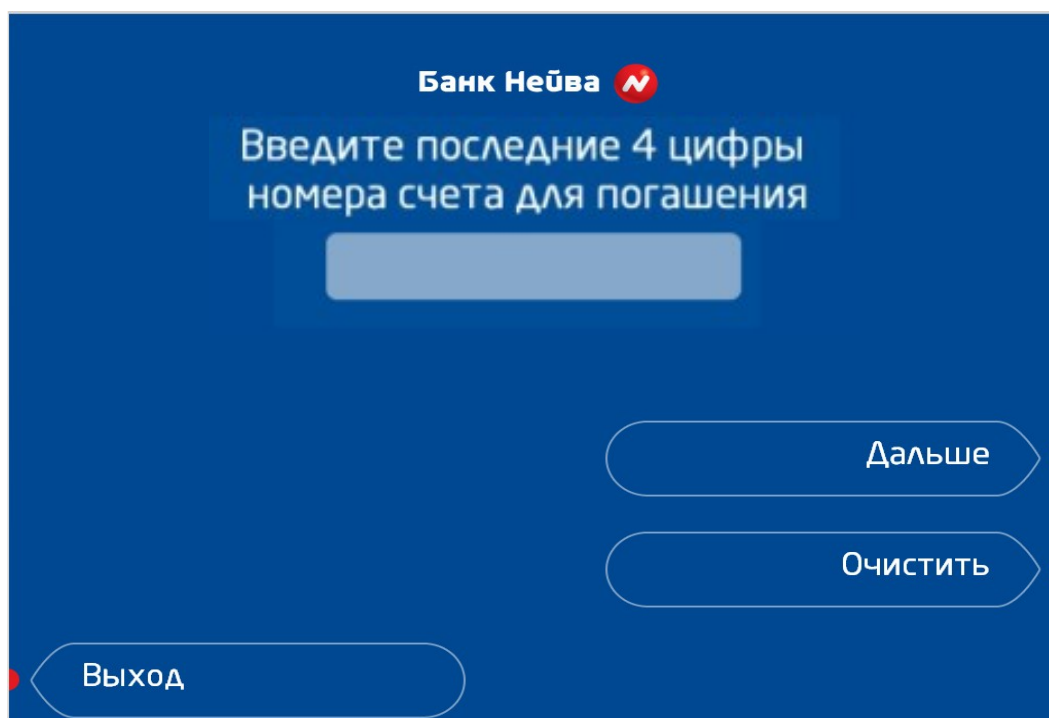 Банк Нейва
Введите последние 4 цифры
номера счета для погашения
Дальше
Очистить
Выход